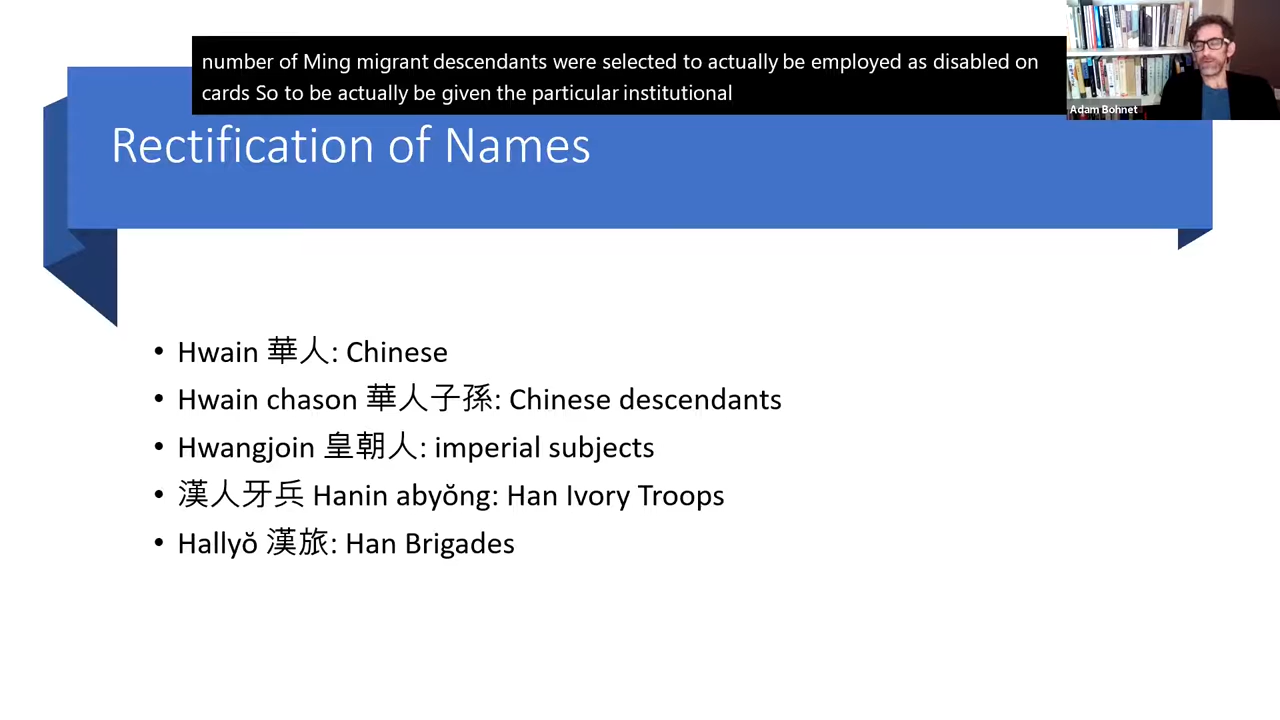 number of Ming migrant descendants were selected to actually be employed as disabled on
cards So to be actually be given the particular institutional
Adam Bohnet
Rectification of Names
• Hwain 華人: Chinese
• Hwain chason 華人子孫: Chinese descendants
• Hwangjoin 皇朝人: imperial subjects
• 漢人牙兵 Hanin abyŏng: Han Ivory Troops
• Hallyŏ 漢旅: Han Brigades